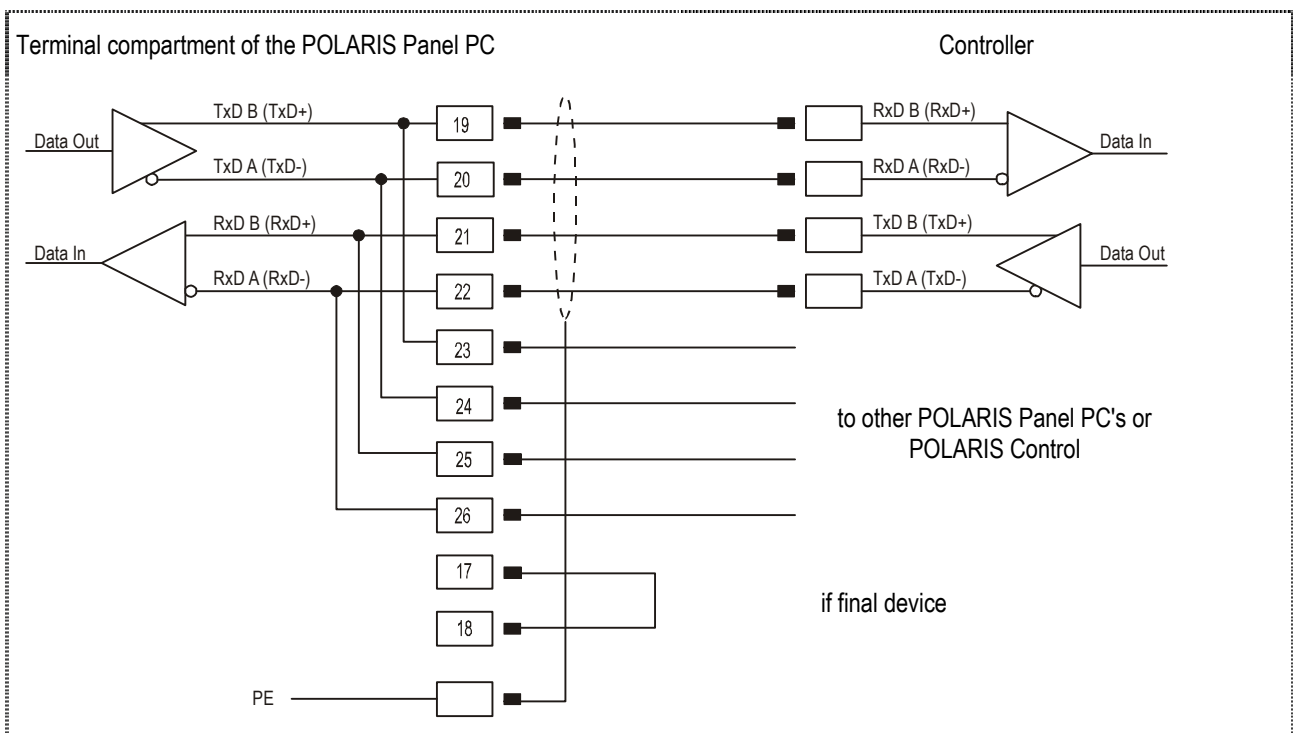 Terminal compartment of the POLARIS Panel PC
Controller
TxD B (TxD+)
19
RxD B (RxD+)
Data Out
Data In
TxD A (TxD-)
20
RxD A (RxD-)
RxD B (RxD+)
21
TxD B (TxD+)
Data In
Data Out
RxD A (RxD-)
22
TxD A (TxD-)
23
24
to other POLARIS Panel PC's or
POLARIS Control
25
26
17
if final device
18
PE